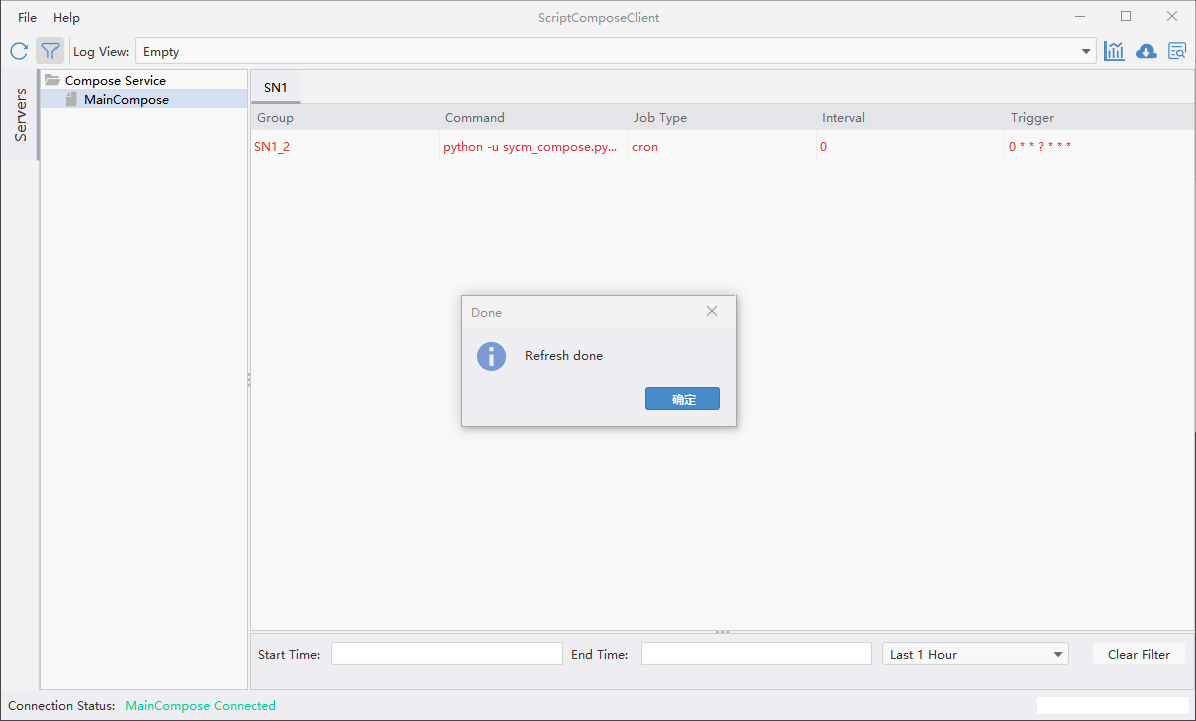 File Help ScriptComposeClient
Log View: Empty
Servers
Compose Service
MainCompose
SN1
Group Command Job Type Interval Trigger
SN1_2 python -u sycm_compose.py... cron 0 0 * * ? * * *
Done
Refresh done
确定
Start Time: End Time: Last 1 Hour Clear Filter
Connection Status: MainCompose Connected